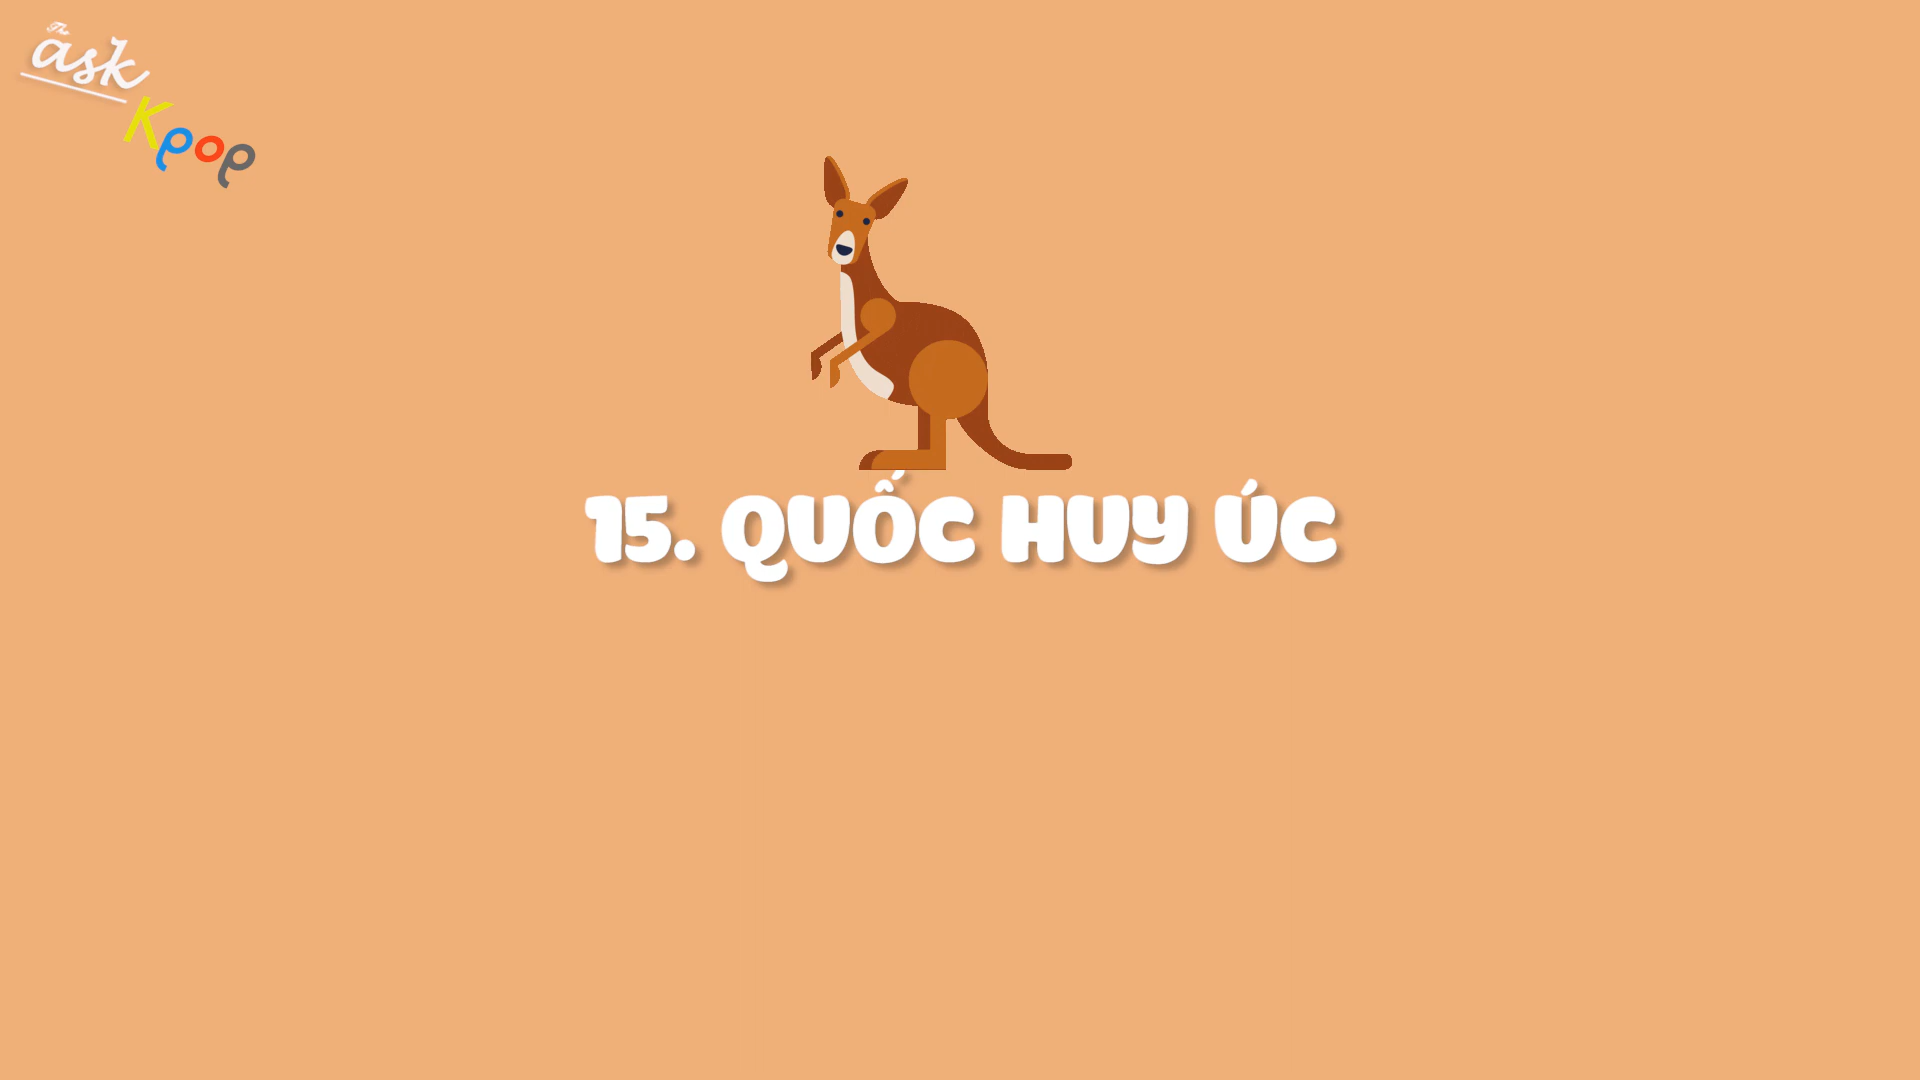 The
ask
Kpop
15. QUỐC HUY ÚC